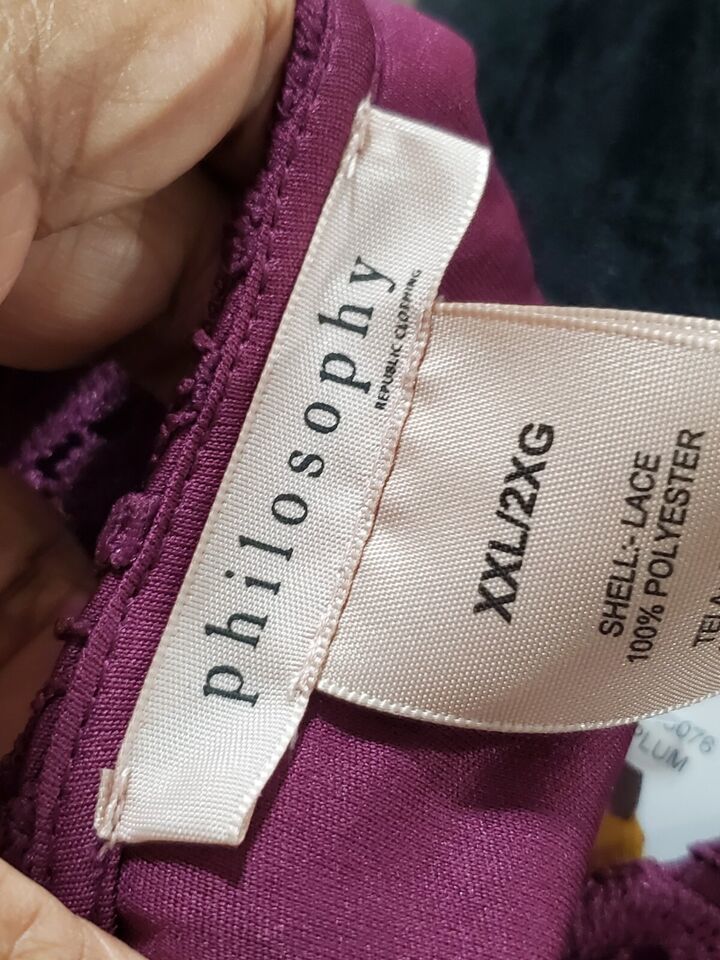 philosophy
REPUBLIC CLOTHING
XXL/2XG
SHELL:- LACE
100% POLYESTER
PLUM